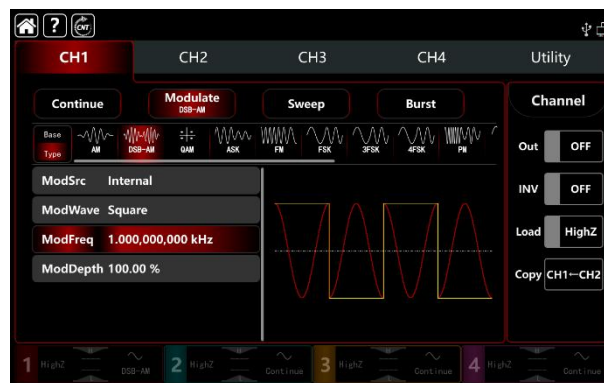 ? CNT
CH1 CH2 CH3 CH4 Utility
Continue Modulate Sweep Burst Channel
DSB-AM
Base
Type AM DSB-AM QAM ASK FM FSK 3FSK 4FSK PM
Out OFF
ModSrc Internal
INV OFF
ModWave Square
ModFreq 1.000,000,000 kHz
Load HighZ
ModDepth 100.00 %
Copy CH1←CH2
1 HighZ DSB-AM 2 HighZ Continue 3 HighZ Continue 4 HighZ Continue